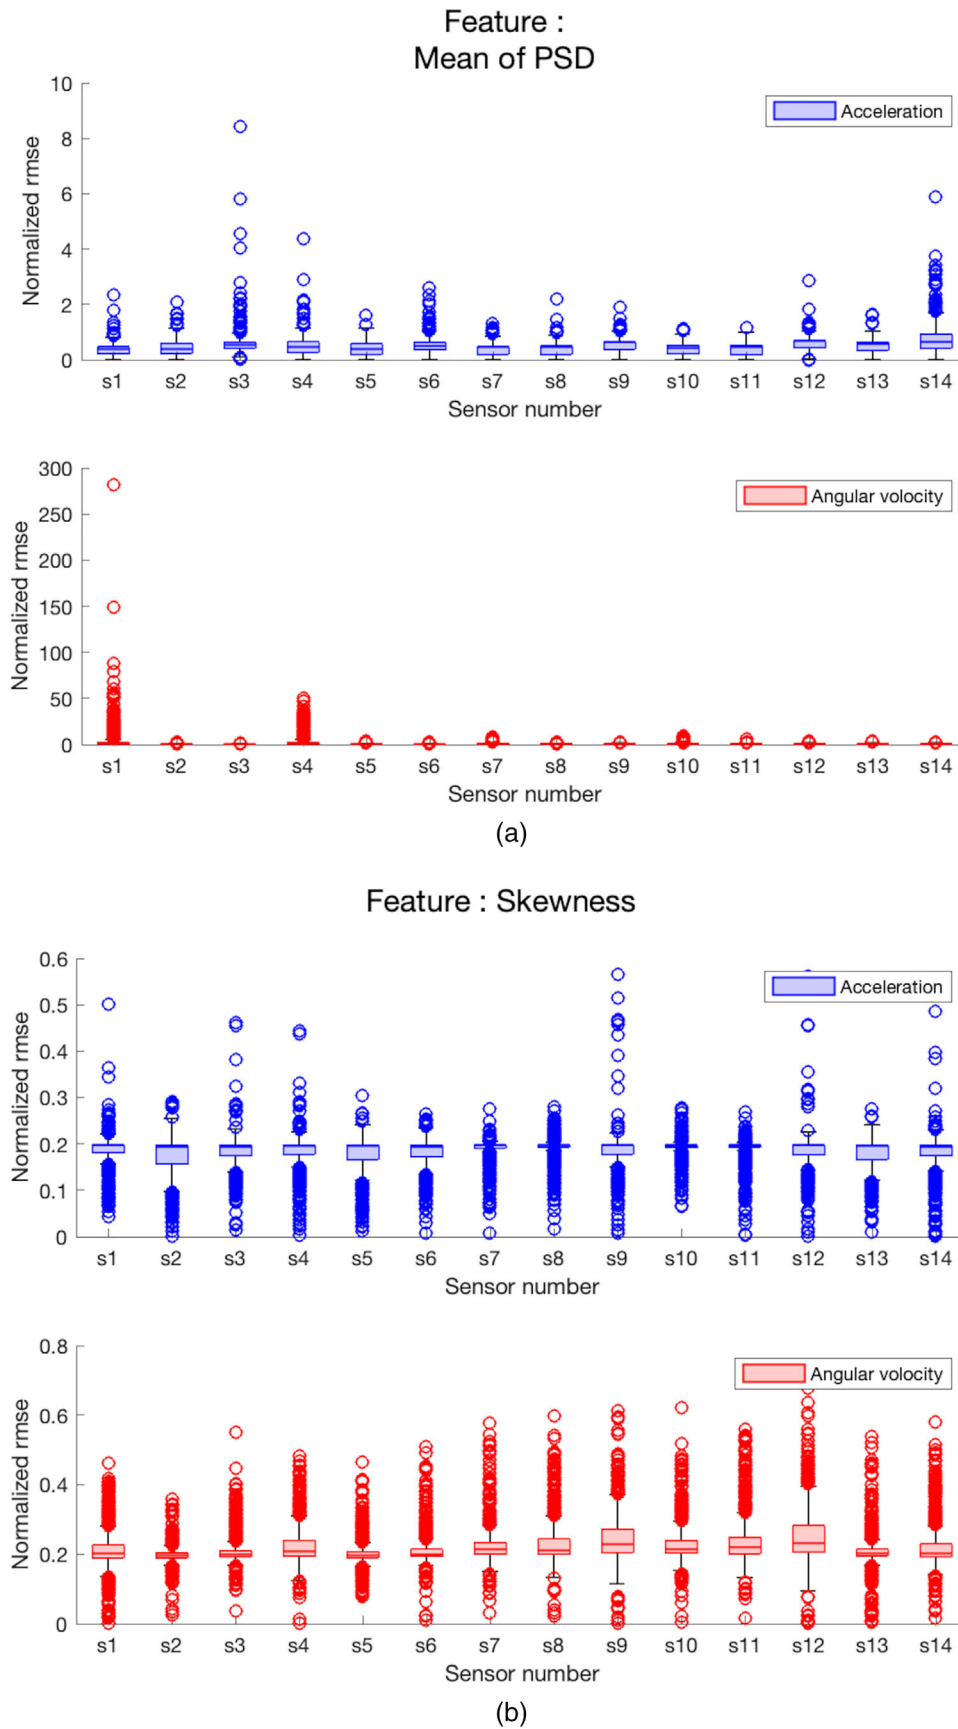 Feature :
Mean of PSD
10
8
6
4
2
0
Normalized rmse
Acceleration
s1 s2 s3 s4 s5 s6 s7 s8 s9 s10 s11 s12 s13 s14
Sensor number
300
250
200
150
100
50
0
Normalized rmse
Angular volocity
s1 s2 s3 s4 s5 s6 s7 s8 s9 s10 s11 s12 s13 s14
Sensor number
(a)
Feature : Skewness
0.6
0.5
0.4
0.3
0.2
0.1
0
Normalized rmse
Acceleration
s1 s2 s3 s4 s5 s6 s7 s8 s9 s10 s11 s12 s13 s14
Sensor number
0.8
0.6
0.4
0.2
0
Normalized rmse
Angular volocity
s1 s2 s3 s4 s5 s6 s7 s8 s9 s10 s11 s12 s13 s14
Sensor number
(b)